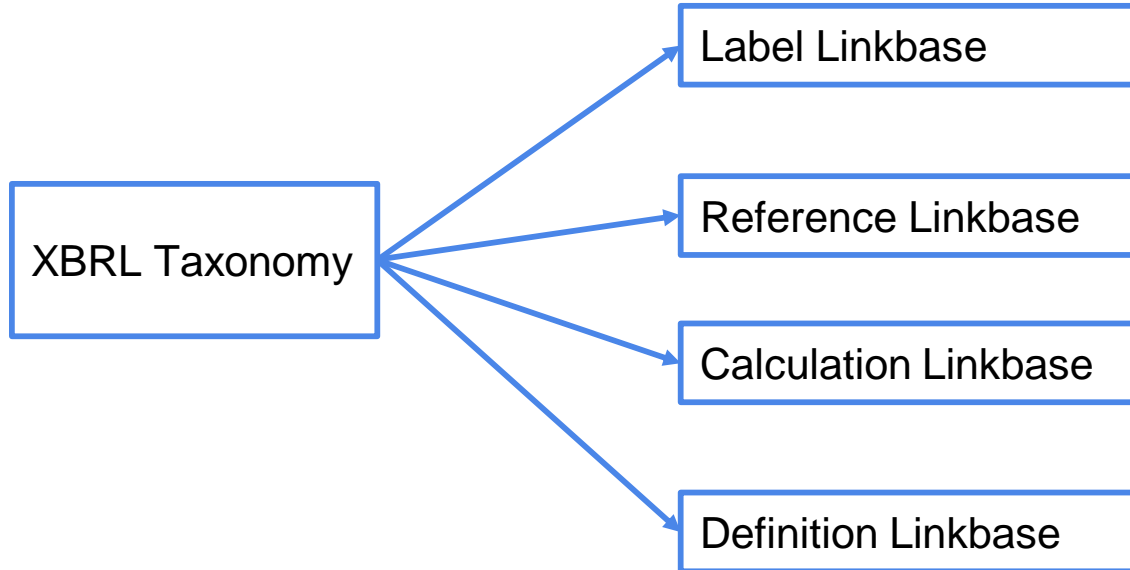 Label Linkbase
Reference Linkbase
XBRL Taxonomy
Calculation Linkbase
Definition Linkbase